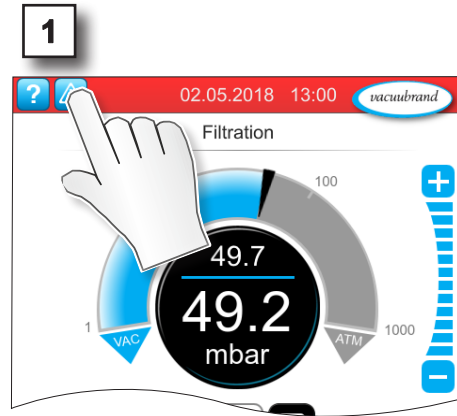 1
? 02.05.2018 13:00 vacuubrand
Filtration
100
+
49.7
49.2
mbar
1 VAC ATM 1000
-